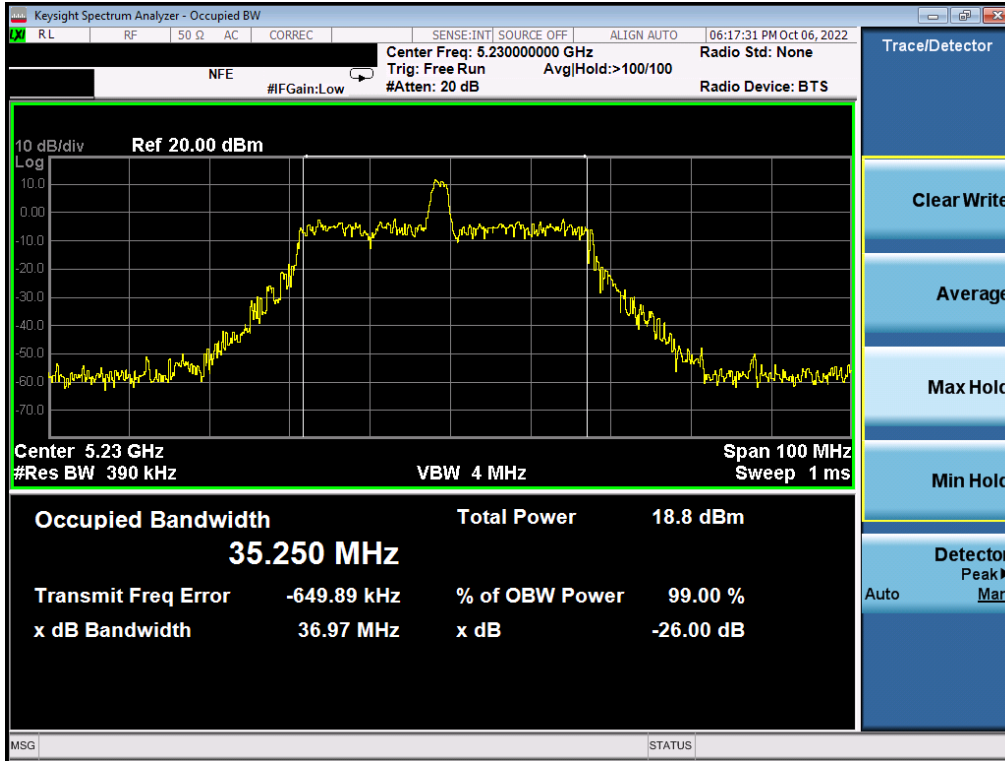 Keysight Spectrum Analyzer - Occupied BW
LXI RL RF 50 Ω AC CORREC SENSE:INT SOURCE OFF ALIGN AUTO 06:17:31 PM Oct 06, 2022
Center Freq: 5.230000000 GHz Radio Std: None
NFE Trig: Free Run Avg|Hold:>100/100
#IFGain:Low #Atten: 20 dB Radio Device: BTS
Trace/Detector
10 dB/div Ref 20.00 dBm
Log
10.0
0.00
-10.0
-20.0
-30.0
-40.0
-50.0
-60.0
-70.0
Center 5.23 GHz Span 100 MHz
#Res BW 390 kHz VBW 4 MHz Sweep 1 ms
Occupied Bandwidth Total Power 18.8 dBm
35.250 MHz
Transmit Freq Error -649.89 kHz % of OBW Power 99.00 %
x dB Bandwidth 36.97 MHz x dB -26.00 dB
Clear Write
Average
Max Hold
Min Hold
Detector
Peak▶
Auto Man
MSG STATUS